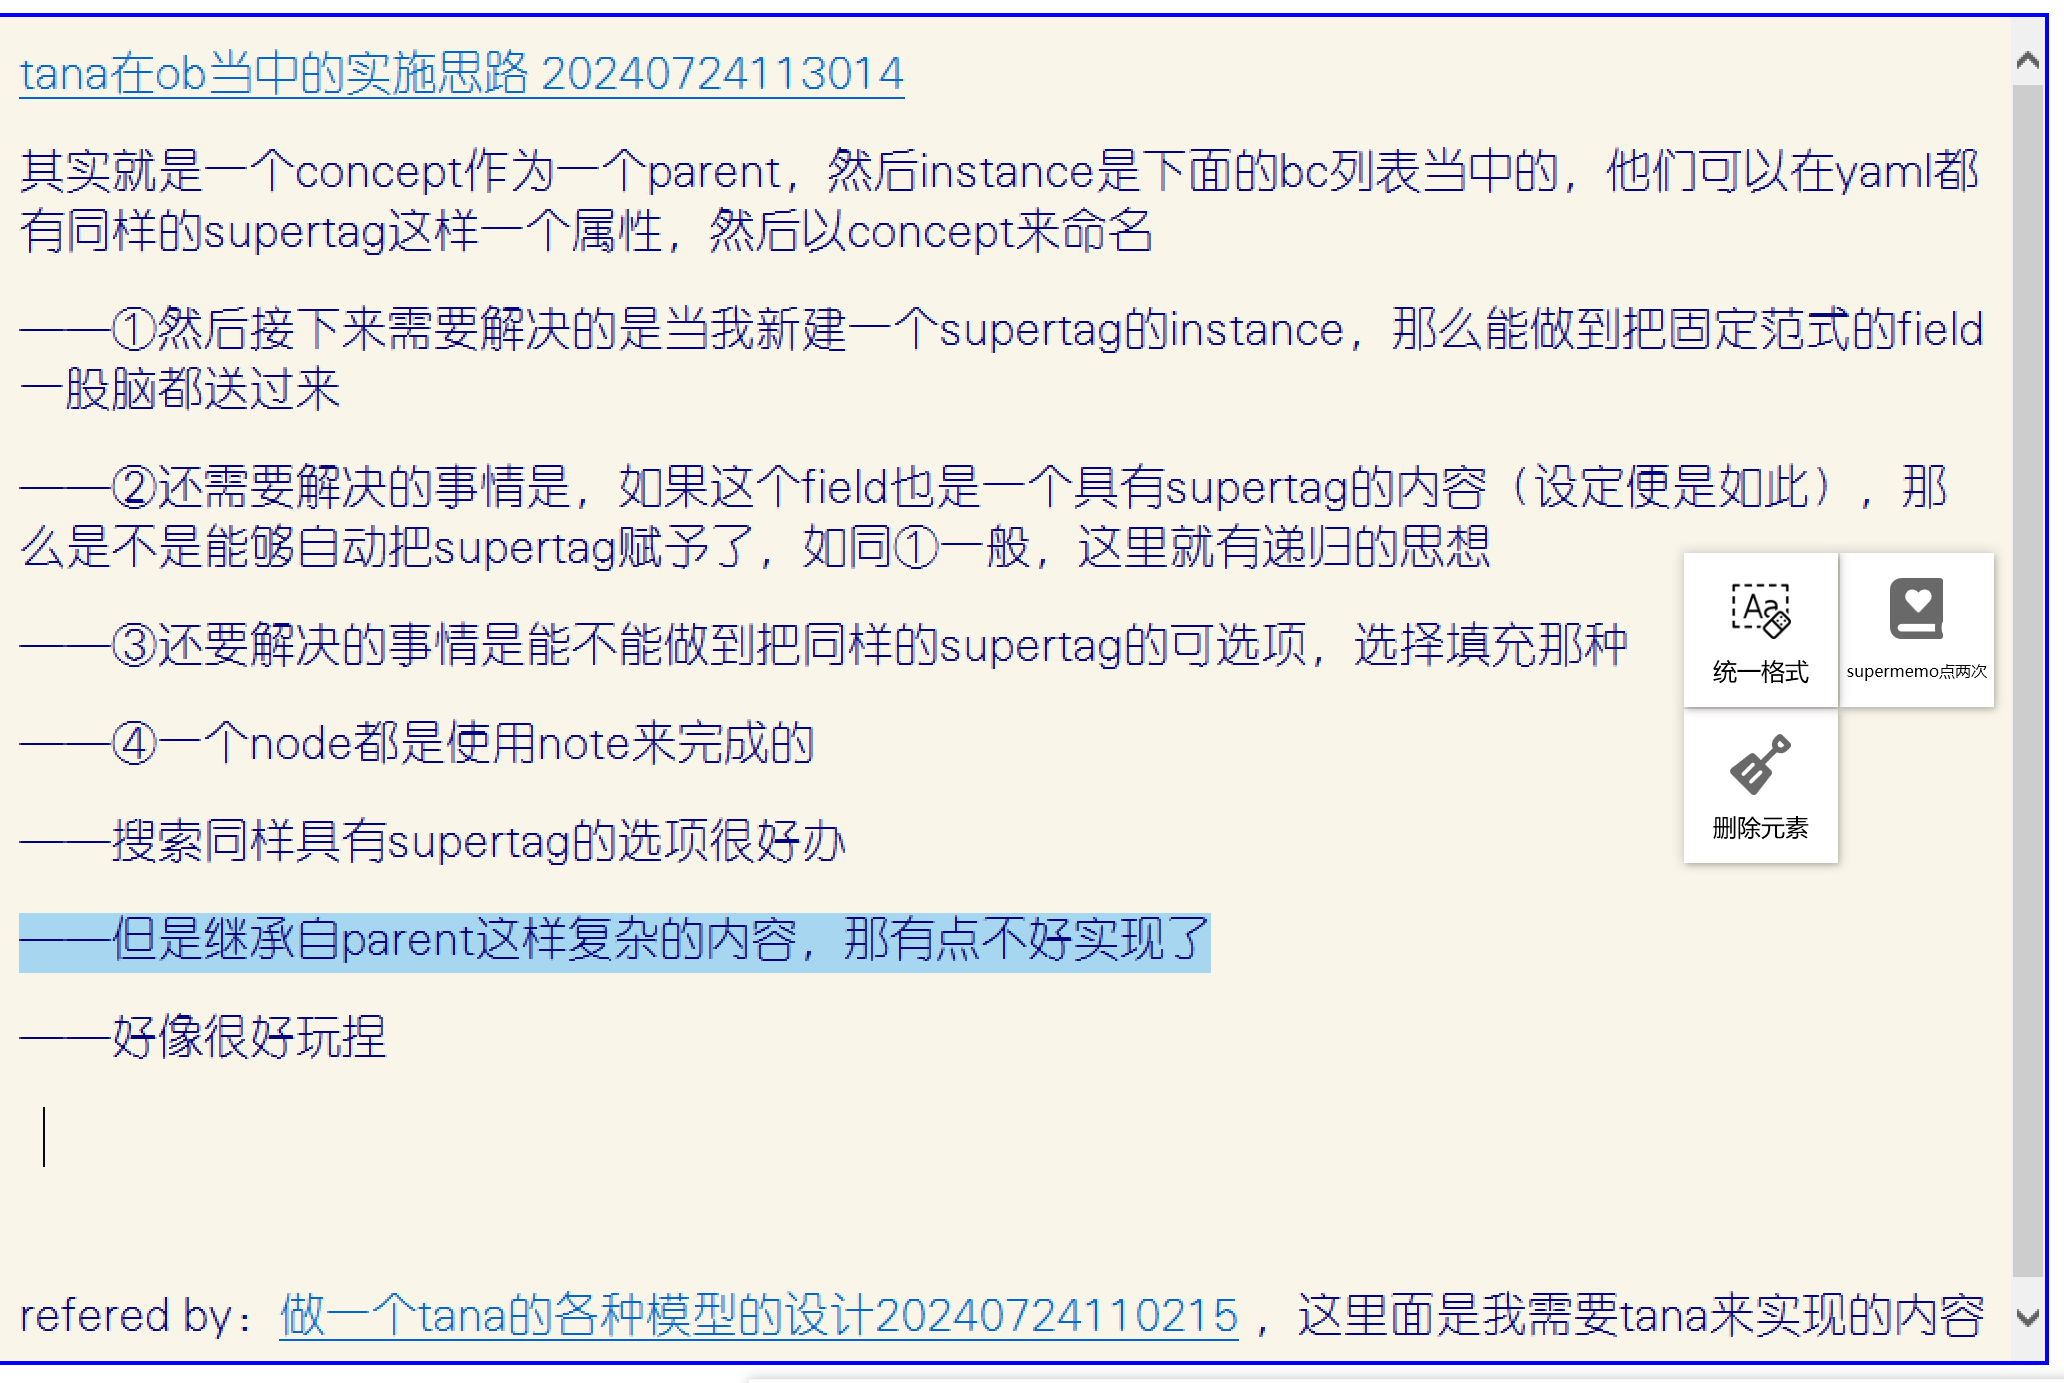 tana在ob当中的实施思路 20240724113014
其实就是一个concept作为一个parent，然后instance是下面的bc列表当中的，他们可以在yaml都
有同样的supertag这样一个属性，然后以concept来命名
——①然后接下来需要解决的是当我新建一个supertag的instance，那么能做到把固定范式的field
一股脑都送过来
——②还需要解决的事情是，如果这个field也是一个具有supertag的内容（设定便是如此），那
么是不是能够自动把supertag赋予了，如同①一般，这里就有递归的思想
——③还要解决的事情是能不能做到把同样的supertag的可选项，选择填充那种
统一格式
supermemo点两次
——④一个node都是使用note来完成的
删除元素
——搜索同样具有supertag的选项很好办
——但是继承自parent这样复杂的内容，那有点不好实现了
——好像很好玩捏
refered by：做一个tana的各种模型的设计20240724110215 ，这里面是我需要tana来实现的内容